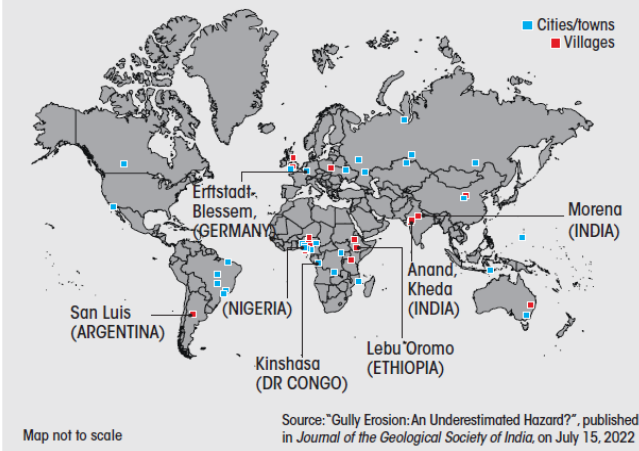 Cities/towns
Villages
Erftstadt-
Blessem,
(GERMANY
Morena
(INDIA)
Anand,
Kheda
(INDIA)
San Luis
(ARGENTINA)
(NIGERIA)
Lebu Oromo
(ETHIOPIA)
Kinshasa
(DR CONGO)
Map not to scale
Source: "Gully Erosion: An Underestimated Hazard?", published
in Journal of the Geological Society of India, on July 15, 2022